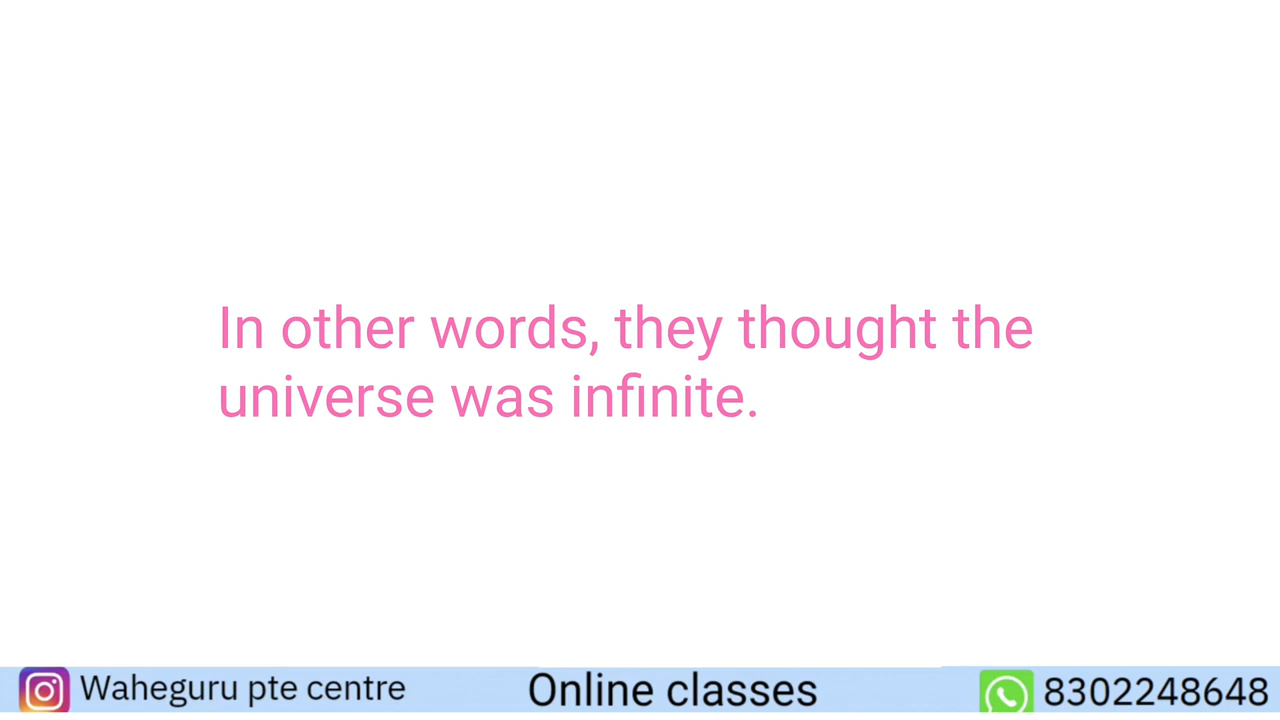 In other words, they thought the
universe was infinite.
Waheguru pte centre Online classes 8302248648